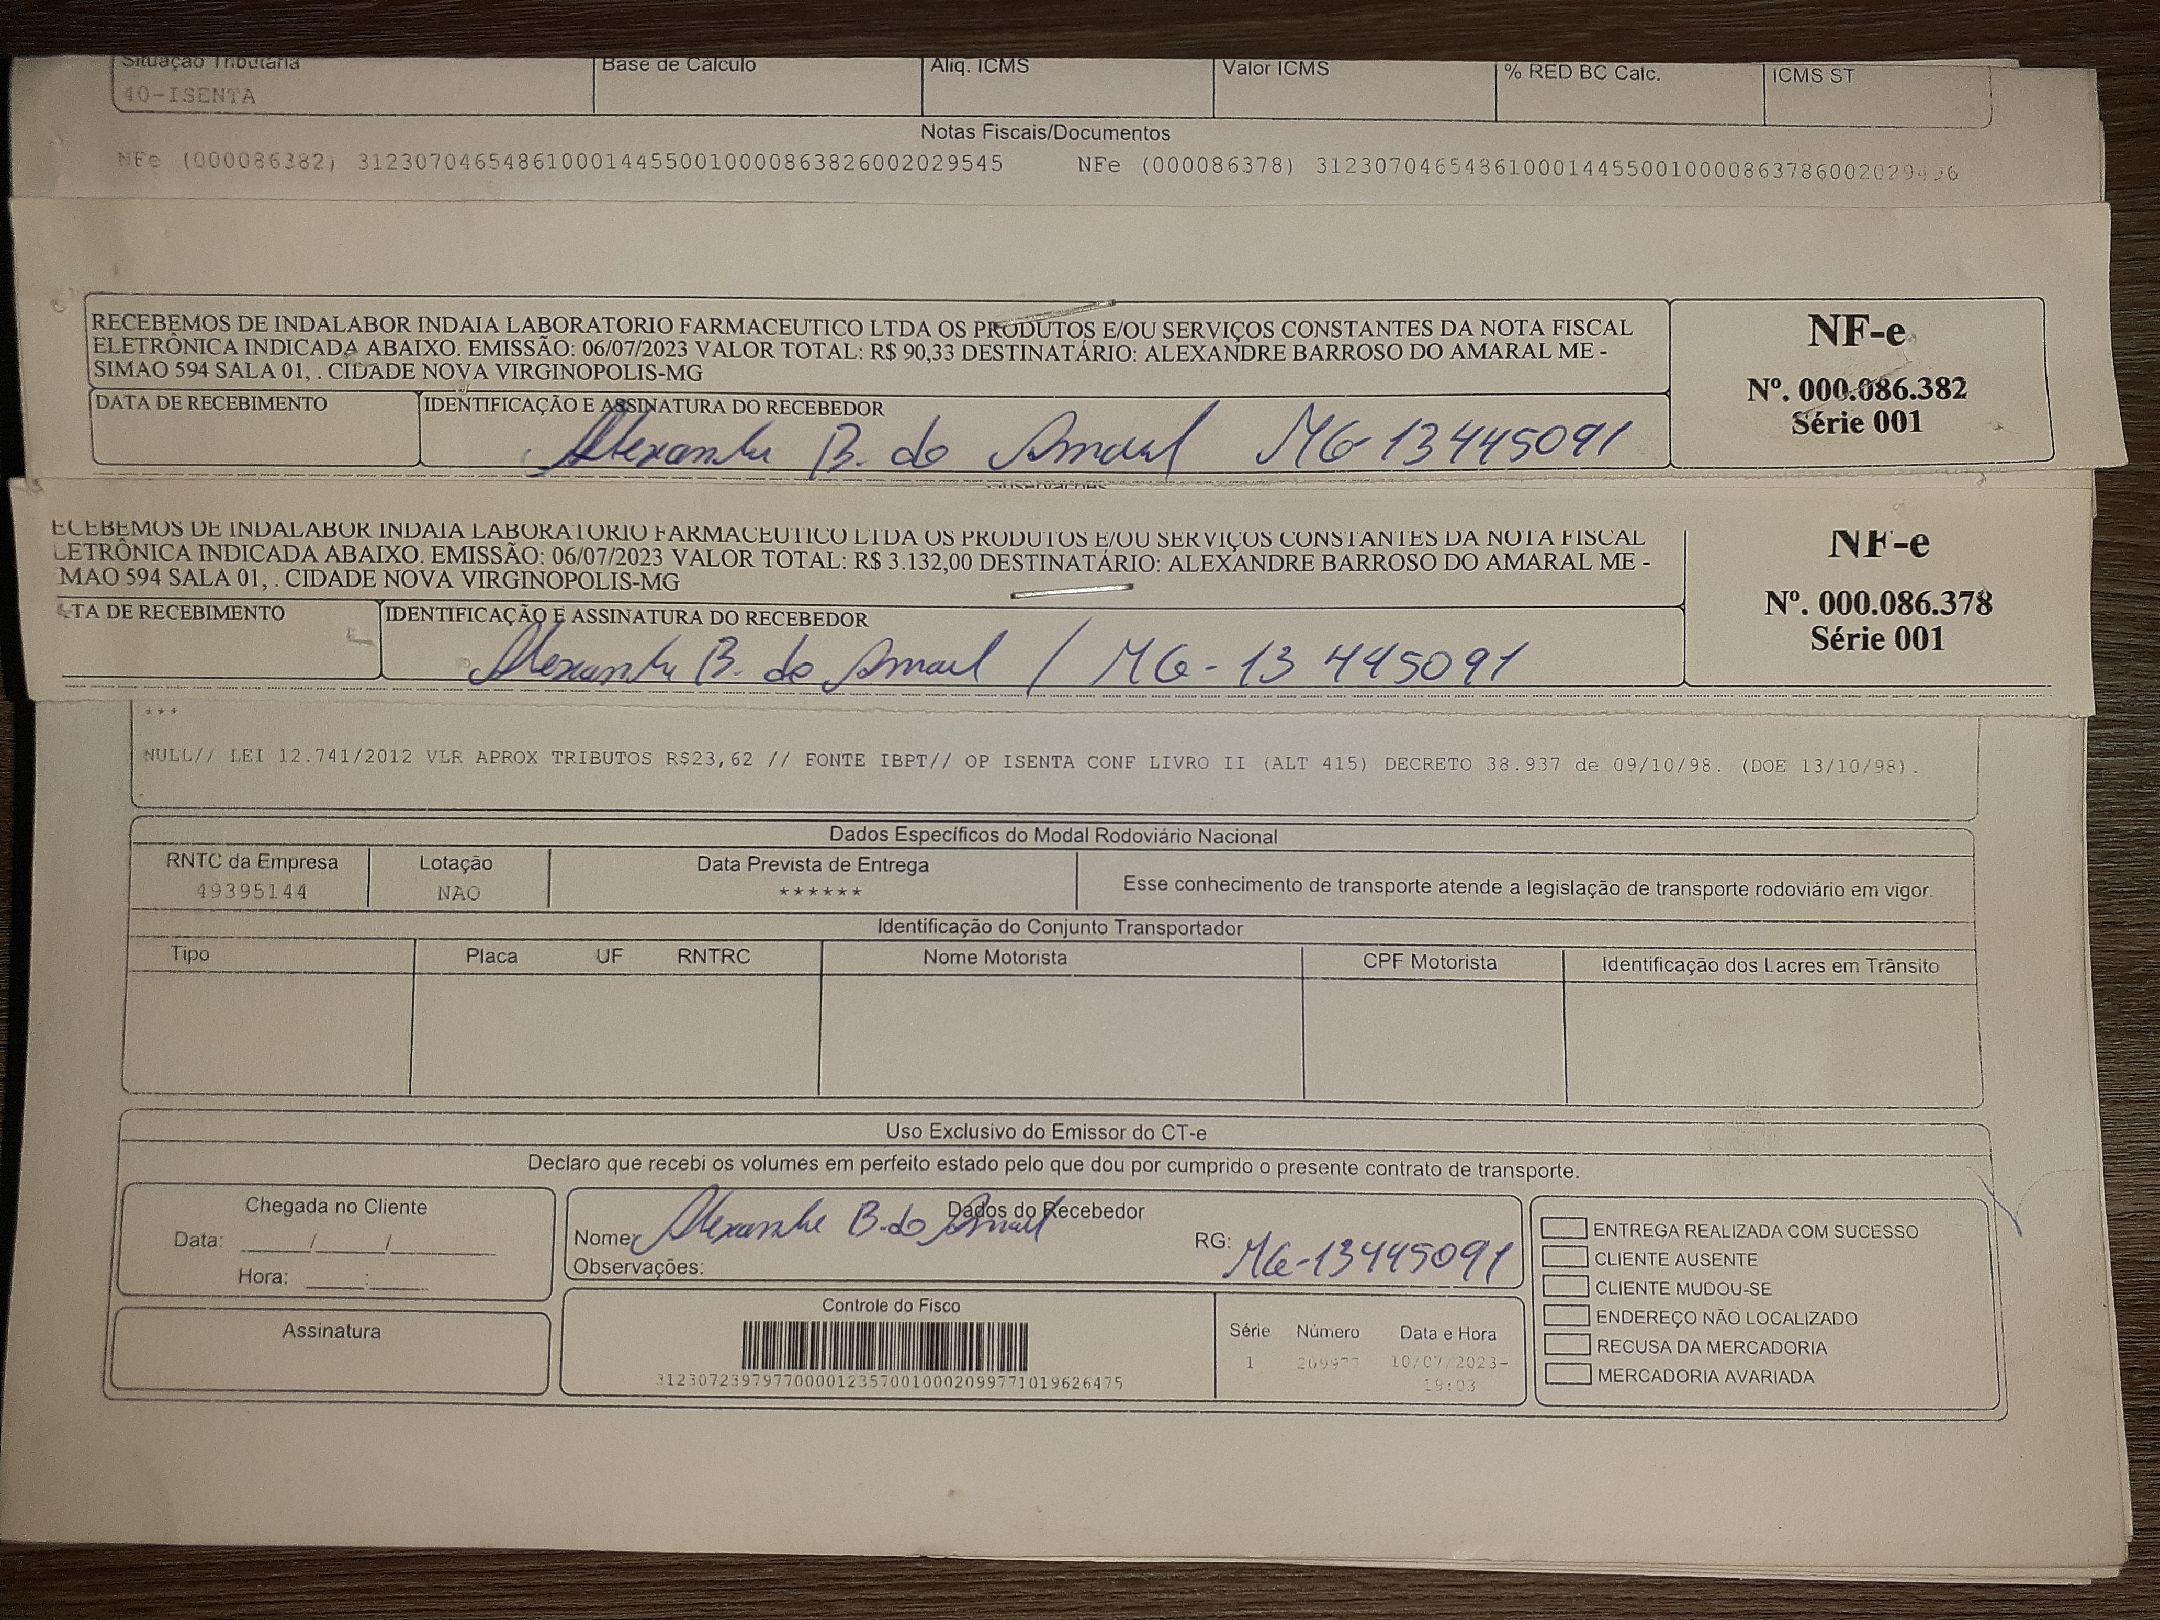 Situação Tributária Base de Cálculo Aliq. ICMS Valor ICMS % RED BC Calc. ICMS ST
40-ISENTA
Notas Fiscais/Documentos
NFe (000086382) 31230704654861000144550010000863826002029545 NFe (000086378) 31230704654861000144550010000863786002029496
RECEBEMOS DE INDALABOR INDAIA LABORATORIO FARMACEUTICO LTDA OS PRODUTOS E/OU SERVIÇOS CONSTANTES DA NOTA FISCAL
ELETRÔNICA INDICADA ABAIXO. EMISSÃO: 06/07/2023 VALOR TOTAL: R$ 90,33 DESTINATÁRIO: ALEXANDRE BARROSO DO AMARAL ME -
SIMAO 594 SALA 01, . CIDADE NOVA VIRGINOPOLIS-MG
NF-e
Nº. 000.086.382
Série 001
DATA DE RECEBIMENTO IDENTIFICAÇÃO E ASSINATURA DO RECEBEDOR
Alexandre B. do Amaral MG-13445091
Observações
ECEBEMOS DE INDALABOR INDAIA LABORATORIO FARMACEUTICO LTDA OS PRODUTOS E/OU SERVIÇOS CONSTANTES DA NOTA FISCAL
LETRÔNICA INDICADA ABAIXO. EMISSÃO: 06/07/2023 VALOR TOTAL: R$ 3.132,00 DESTINATÁRIO: ALEXANDRE BARROSO DO AMARAL ME -
MAO 594 SALA 01, . CIDADE NOVA VIRGINOPOLIS-MG
NF-e
Nº. 000.086.378
Série 001
ATA DE RECEBIMENTO IDENTIFICAÇÃO E ASSINATURA DO RECEBEDOR
Alexandre B. do Amaral / MG-13 445091
***
NULL// LEI 12.741/2012 VLR APROX TRIBUTOS R$23,62 // FONTE IBPT// OP ISENTA CONF LIVRO II (ALT 415) DECRETO 38.937 de 09/10/98. (DOE 13/10/98).
Dados Específicos do Modal Rodoviário Nacional
RNTC da Empresa Lotação Data Prevista de Entrega
49395144 NAO ****** Esse conhecimento de transporte atende a legislação de transporte rodoviário em vigor.
Identificação do Conjunto Transportador
Tipo Placa UF RNTRC Nome Motorista CPF Motorista Identificação dos Lacres em Trânsito
Uso Exclusivo do Emissor do CT-e
Declaro que recebi os volumes em perfeito estado pelo que dou por cumprido o presente contrato de transporte.
Chegada no Cliente
Data: ____/____/____
Hora: ____:____
Assinatura
Dados do Recebedor
Nome: Alexandre B. do Amaral RG: MG-13445091
Observações:
Controle do Fisco
31230723979770000123570010002099771019626475
Série Número Data e Hora
1 209977 10/07/2023-
19:03
ENTREGA REALIZADA COM SUCESSO
CLIENTE AUSENTE
CLIENTE MUDOU-SE
ENDEREÇO NÃO LOCALIZADO
RECUSA DA MERCADORIA
MERCADORIA AVARIADA